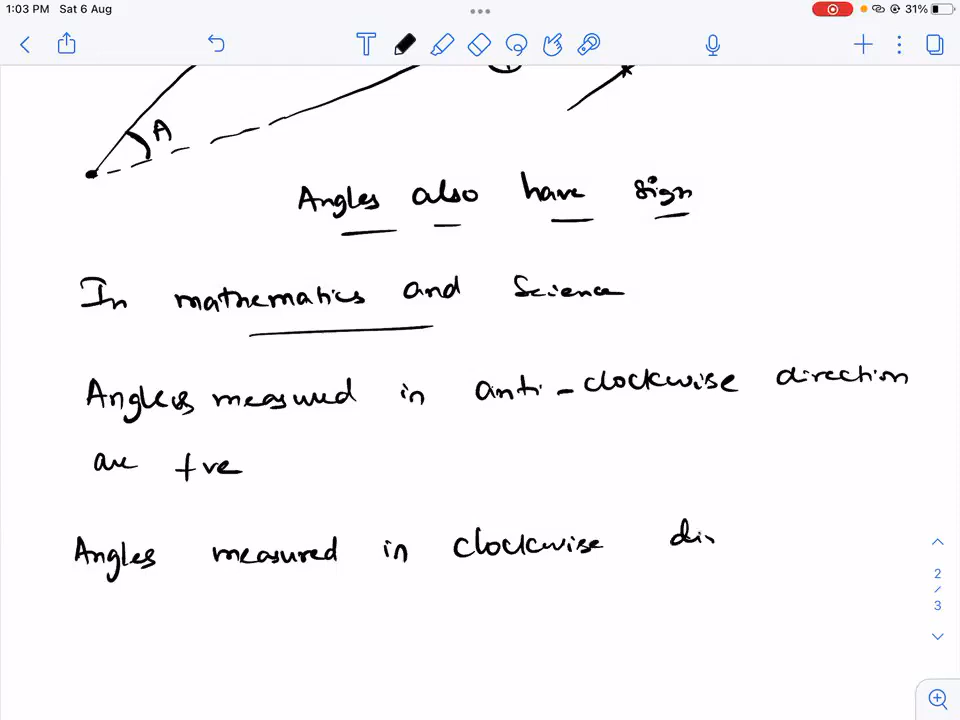 1:03 PM Sat 6 Aug
31%
T
A
Angles also have sign
In mathematics and Science
Angles measured in anti-clockwise direction
are +ve
Angles measured in clockwise di
2
/
3